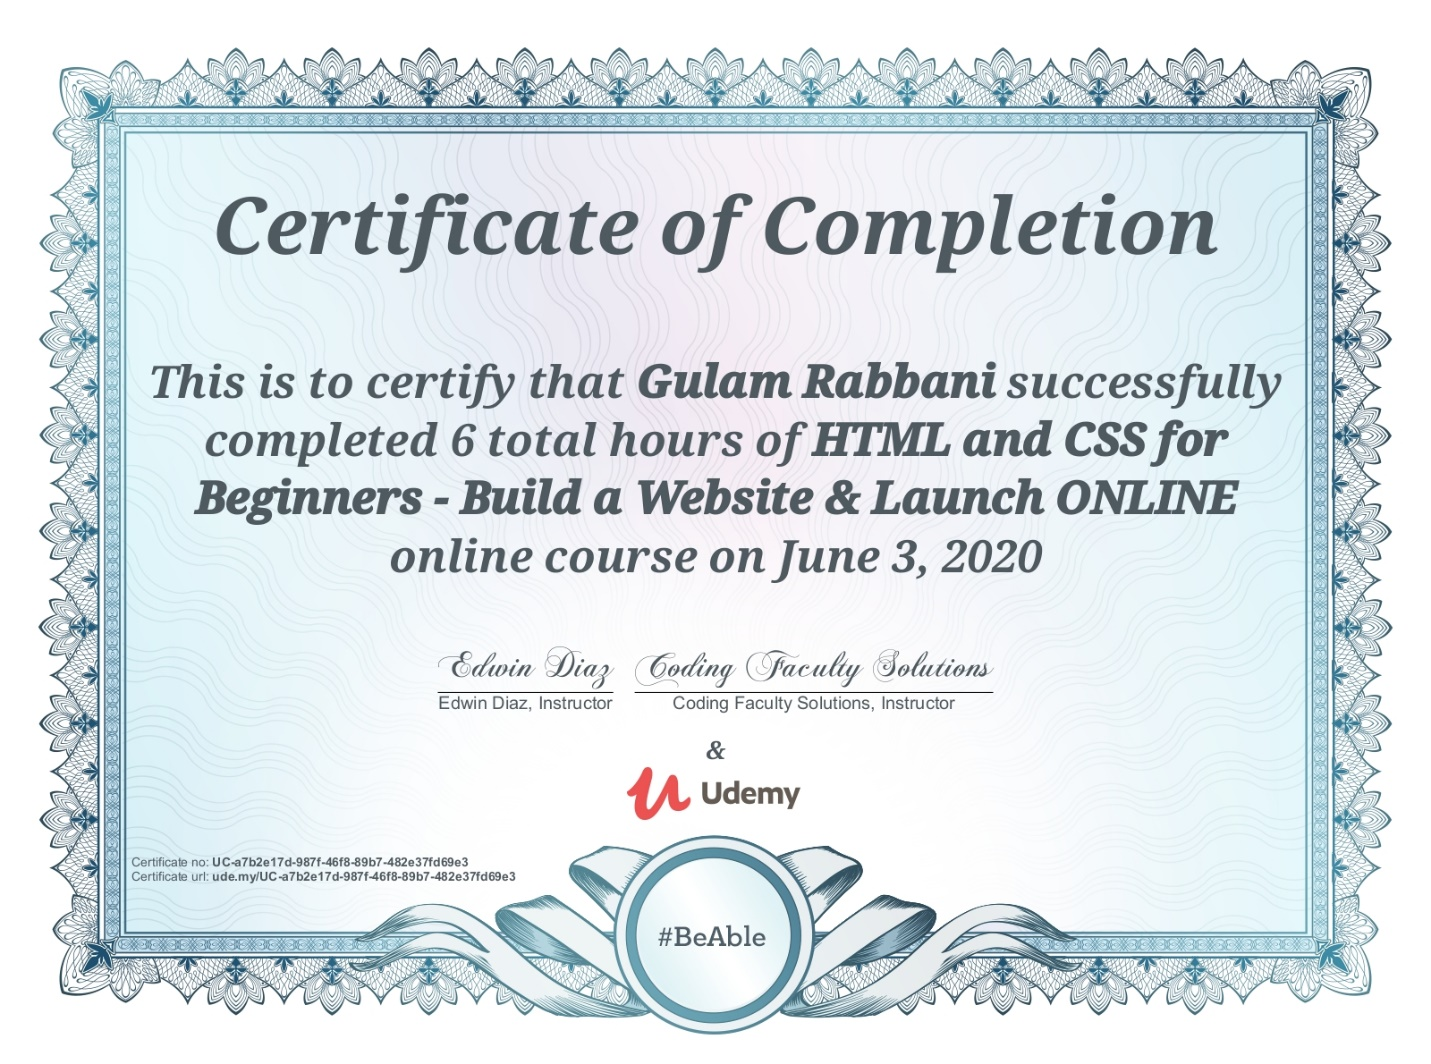 Certificate of Completion
This is to certify that Gulam Rabbani successfully
completed 6 total hours of HTML and CSS for
Beginners - Build a Website & Launch ONLINE
online course on June 3, 2020
Edwin Diaz Coding Faculty Solutions
Edwin Diaz, Instructor Coding Faculty Solutions, Instructor
&
Udemy
Certificate no: UC-a7b2e17d-987f-46f8-89b7-482e37fd69e3
Certificate url: ude.my/UC-a7b2e17d-987f-46f8-89b7-482e37fd69e3
#BeAble